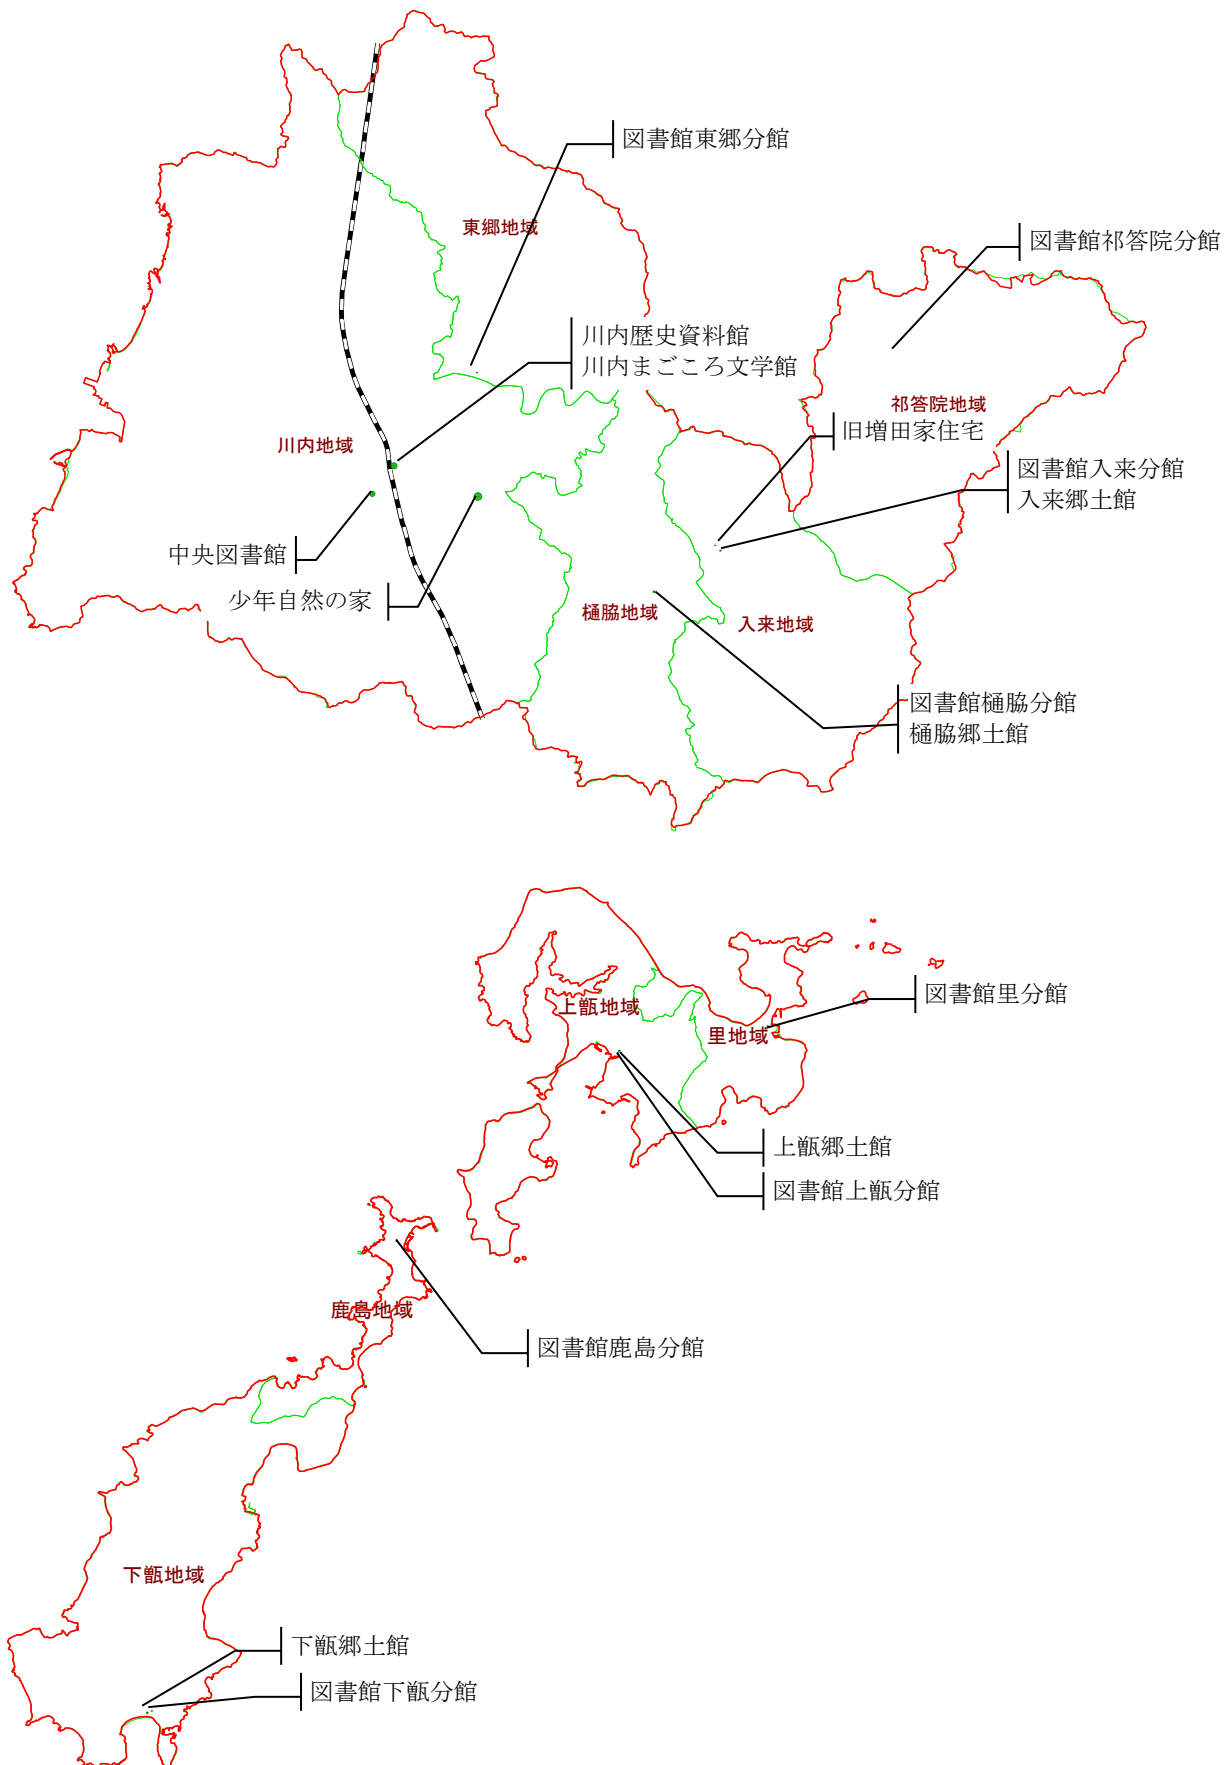 図書館東郷分館
東郷地域
図書館祁答院分館
川内歴史資料館
川内まごころ文学館
祁答院地域
旧増田家住宅
川内地域
図書館入来分館
入来郷土館
中央図書館
少年自然の家
樋脇地域
入来地域
図書館樋脇分館
樋脇郷土館
図書館里分館
上甑地域
里地域
上甑郷土館
図書館上甑分館
鹿島地域
図書館鹿島分館
下甑地域
下甑郷土館
図書館下甑分館